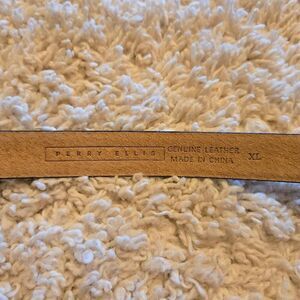 PERRY ELLIS
GENUINE LEATHER
MADE IN CHINA
XL